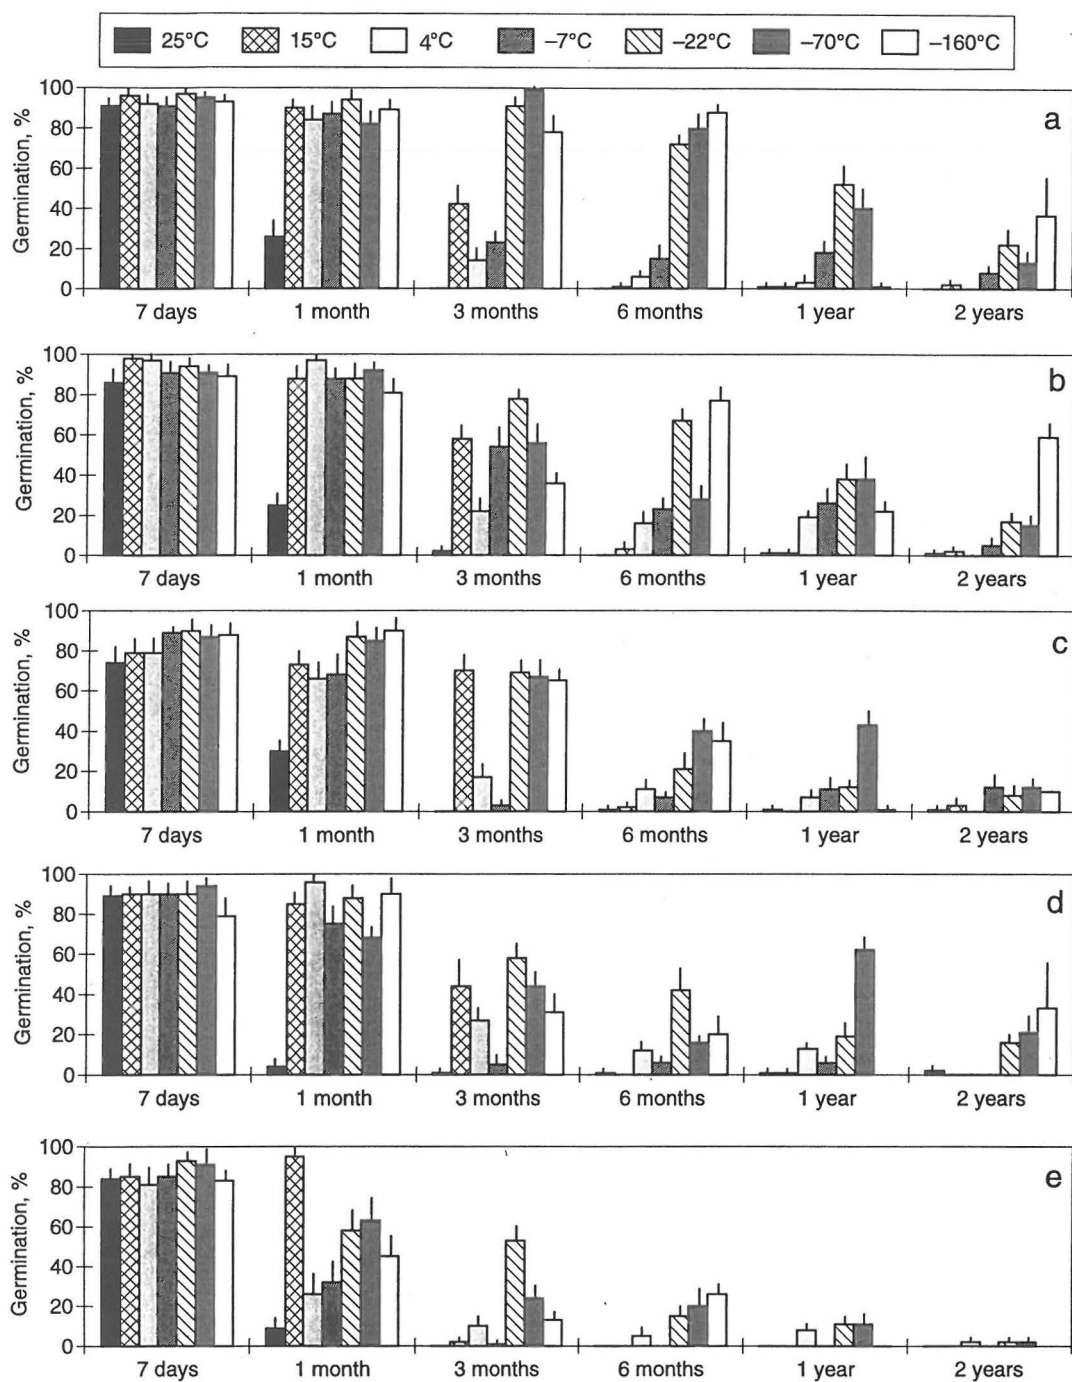 25°C 15°C 4°C –7°C –22°C –70°C –160°C
Germination, %
100
80
60
40
20
0
a
7 days 1 month 3 months 6 months 1 year 2 years
Germination, %
100
80
60
40
20
0
b
7 days 1 month 3 months 6 months 1 year 2 years
Germination, %
100
80
60
40
20
0
c
7 days 1 month 3 months 6 months 1 year 2 years
Germination, %
100
80
60
40
20
0
d
7 days 1 month 3 months 6 months 1 year 2 years
Germination, %
100
80
60
40
20
0
e
7 days 1 month 3 months 6 months 1 year 2 years